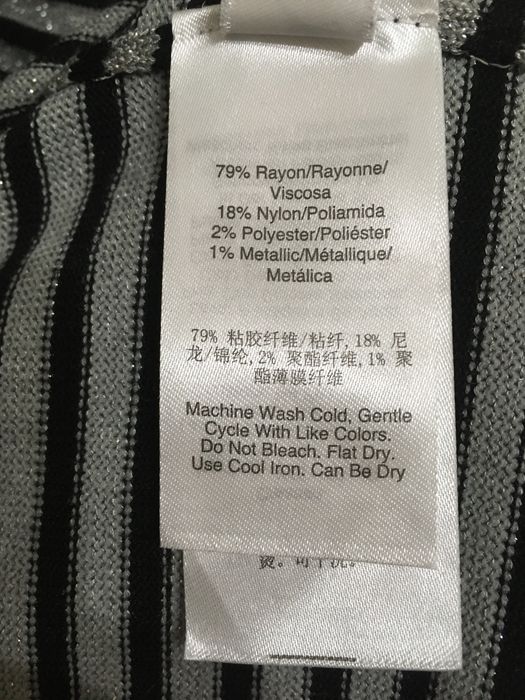 79% Rayon/Rayonne/
Viscosa
18% Nylon/Poliamida
2% Polyester/Poliéster
1% Metallic/Métallique/
Metálica
79% 粘胶纤维/粘纤, 18% 尼
龙/锦纶, 2% 聚酯纤维, 1% 聚
酯薄膜纤维
Machine Wash Cold, Gentle
Cycle With Like Colors.
Do Not Bleach. Flat Dry.
Use Cool Iron. Can Be Dry